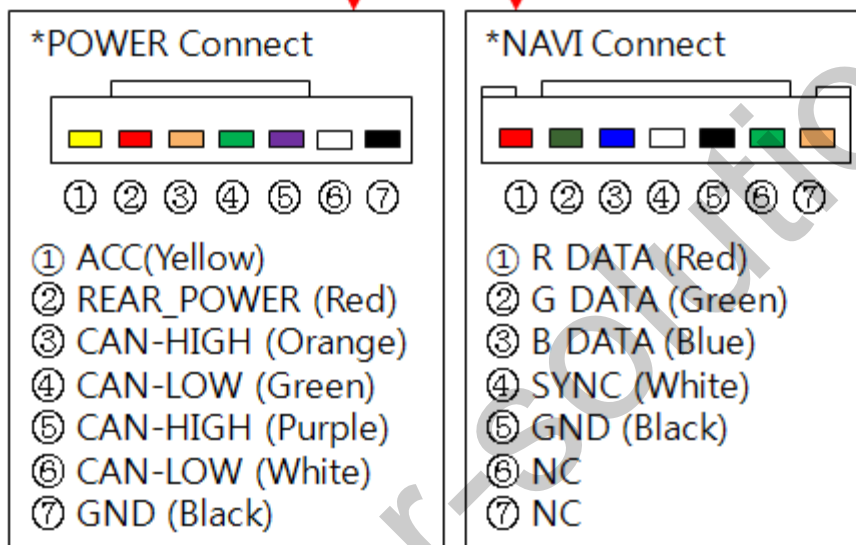 *POWER Connect
① ② ③ ④ ⑤ ⑥ ⑦
① ACC(Yellow)
② REAR_POWER (Red)
③ CAN-HIGH (Orange)
④ CAN-LOW (Green)
⑤ CAN-HIGH (Purple)
⑥ CAN-LOW (White)
⑦ GND (Black)
*NAVI Connect
① ② ③ ④ ⑤ ⑥ ⑦
① R DATA (Red)
② G DATA (Green)
③ B DATA (Blue)
④ SYNC (White)
⑤ GND (Black)
⑥ NC
⑦ NC
r-solutio